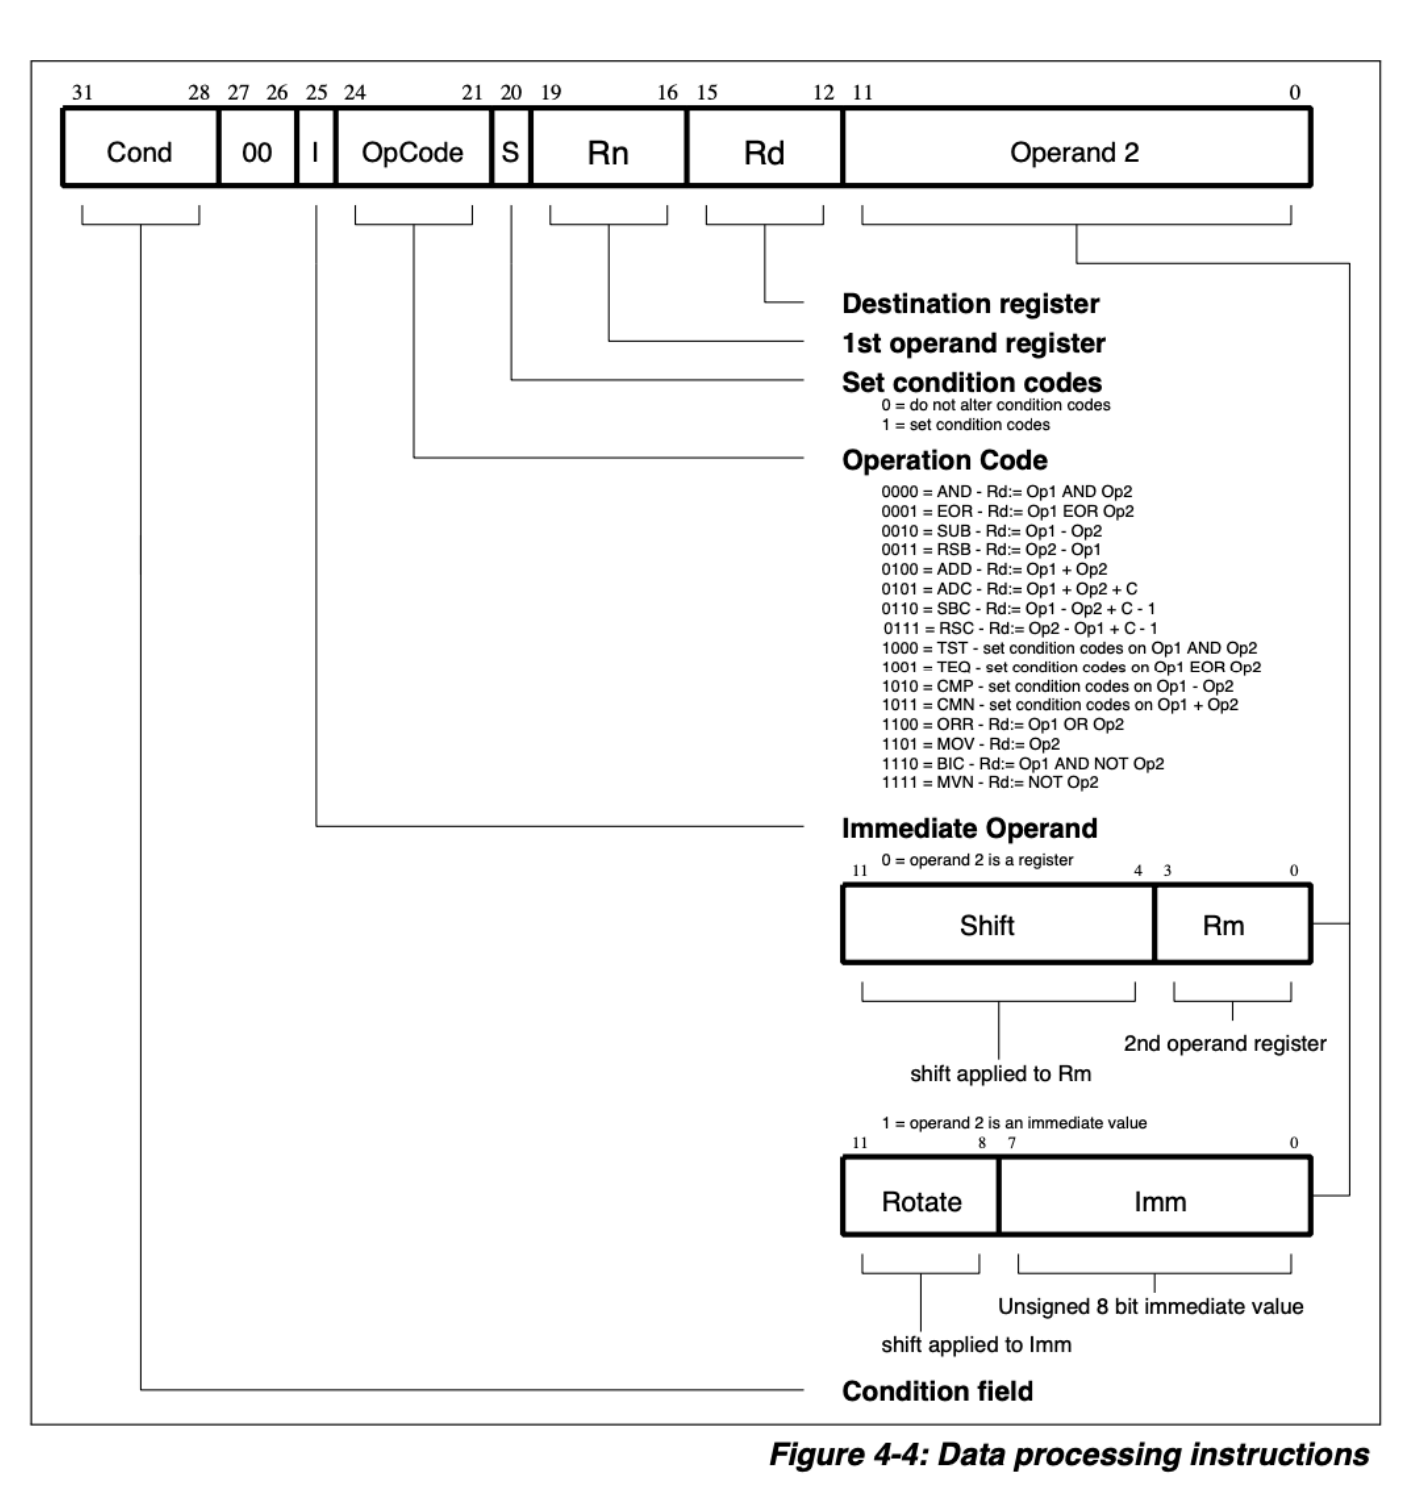 31 28 27 26 25 24 21 20 19 16 15 12 11 0
Cond 00 I OpCode S Rn Rd Operand 2
Destination register
1st operand register
Set condition codes
0 = do not alter condition codes
1 = set condition codes
Operation Code
0000 = AND - Rd:= Op1 AND Op2
0001 = EOR - Rd:= Op1 EOR Op2
0010 = SUB - Rd:= Op1 - Op2
0011 = RSB - Rd:= Op2 - Op1
0100 = ADD - Rd:= Op1 + Op2
0101 = ADC - Rd:= Op1 + Op2 + C
0110 = SBC - Rd:= Op1 - Op2 + C - 1
0111 = RSC - Rd:= Op2 - Op1 + C - 1
1000 = TST - set condition codes on Op1 AND Op2
1001 = TEQ - set condition codes on Op1 EOR Op2
1010 = CMP - set condition codes on Op1 - Op2
1011 = CMN - set condition codes on Op1 + Op2
1100 = ORR - Rd:= Op1 OR Op2
1101 = MOV - Rd:= Op2
1110 = BIC - Rd:= Op1 AND NOT Op2
1111 = MVN - Rd:= NOT Op2
Immediate Operand
0 = operand 2 is a register
11 4 3 0
Shift Rm
2nd operand register
shift applied to Rm
1 = operand 2 is an immediate value
11 8 7 0
Rotate Imm
Unsigned 8 bit immediate value
shift applied to Imm
Condition field
Figure 4-4: Data processing instructions